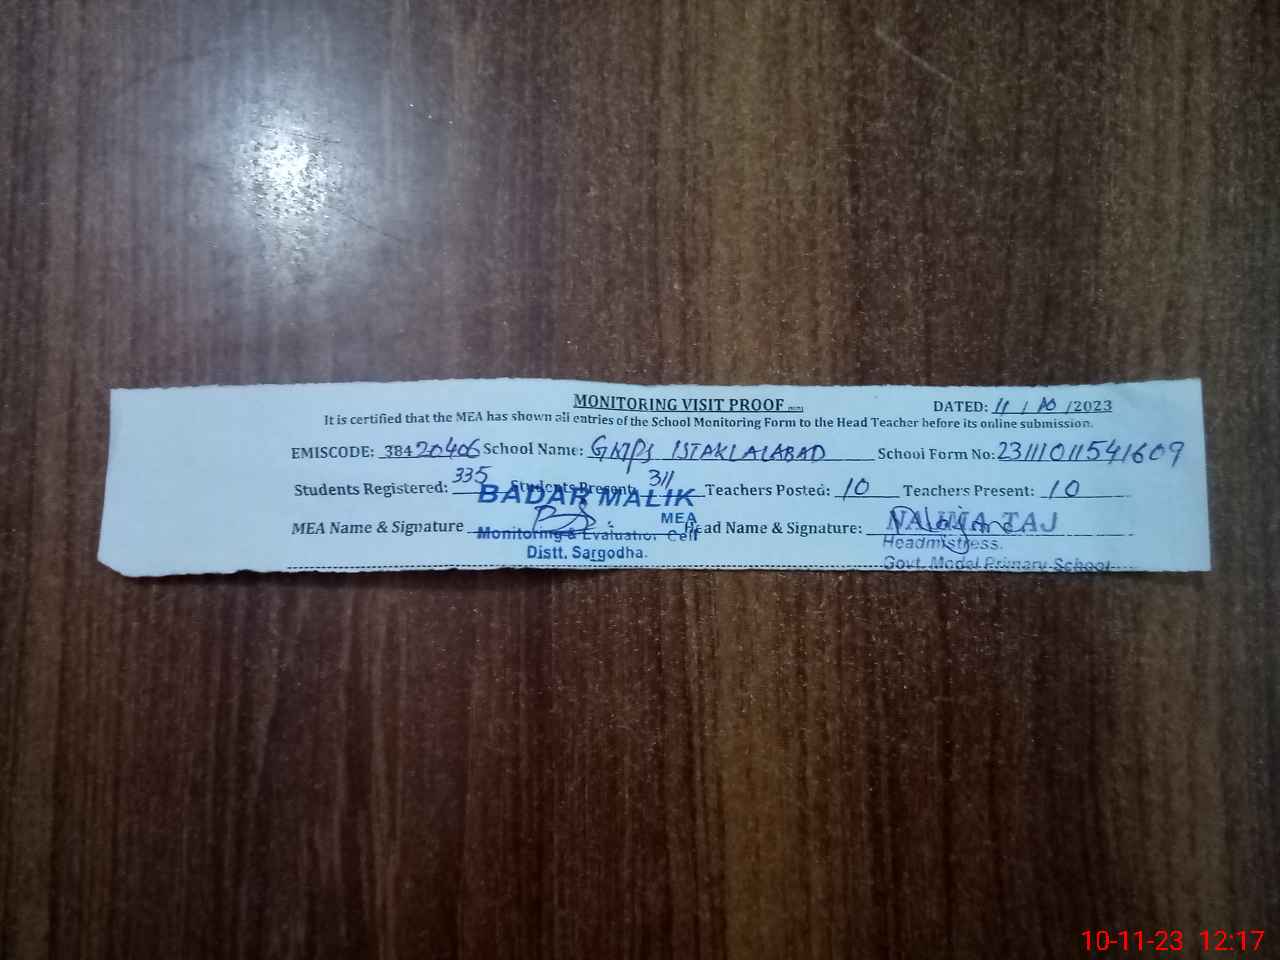 MONITORING VISIT PROOF
DATED: 11 / 10 /2023
It is certified that the MEA has shown all entries of the School Monitoring Form to the Head Teacher before its online submission.
EMISCODE: 38420406 School Name: GMPS ISTAKLALABAD School Form No: 23111011541609
Students Registered: 335 Students Present: 311 Teachers Posted: 10 Teachers Present: 10
BADAR MALIK
MEA Name & Signature Head Name & Signature: TAJ
MEA
Monitoring & Evaluation Cell
Distt. Sargodha.
Headmistress.
Govt. Model Primary School
10-11-23 12:17